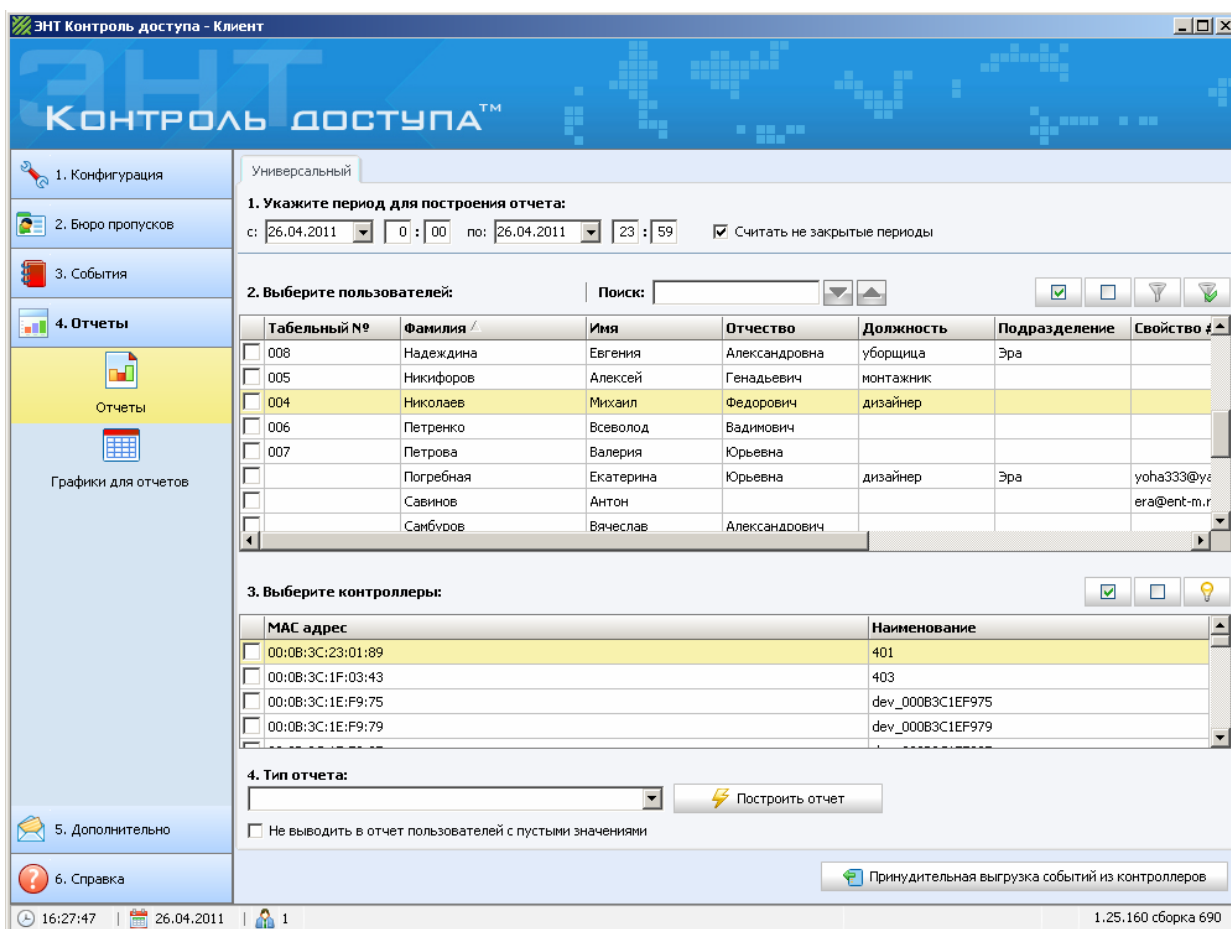 ЭНТ Контроль доступа - Клиент
ЭНТ
КОНТРОЛЬ ДОСТУПА™
1. Конфигурация
2. Бюро пропусков
3. События
4. Отчеты
Отчеты
Графики для отчетов
5. Дополнительно
6. Справка
Универсальный
1. Укажите период для построения отчета:
с: 26.04.2011 0 : 00 по: 26.04.2011 23 : 59 Считать не закрытые периоды
2. Выберите пользователей: Поиск:
Табельный № Фамилия Имя Отчество Должность Подразделение Свойство
008 Надеждина Евгения Александровна уборщица Эра
005 Никифоров Алексей Генадьевич монтажник
004 Николаев Михаил Федорович дизайнер
006 Петренко Всеволод Вадимович
007 Петрова Валерия Юрьевна
Погребная Екатерина Юрьевна дизайнер Эра yoha333@ya
Савинов Антон era@ent-m.r
Самбуров Вячеслав Александрович
3. Выберите контроллеры:
MAC адрес Наименование
00:0B:3C:23:01:89 401
00:0B:3C:1F:03:43 403
00:0B:3C:1E:F9:75 dev_000B3C1EF975
00:0B:3C:1E:F9:79 dev_000B3C1EF979
4. Тип отчета:
Построить отчет
Не выводить в отчет пользователей с пустыми значениями
Принудительная выгрузка событий из контроллеров
16:27:47 | 26.04.2011 | 1 1.25.160 сборка 690